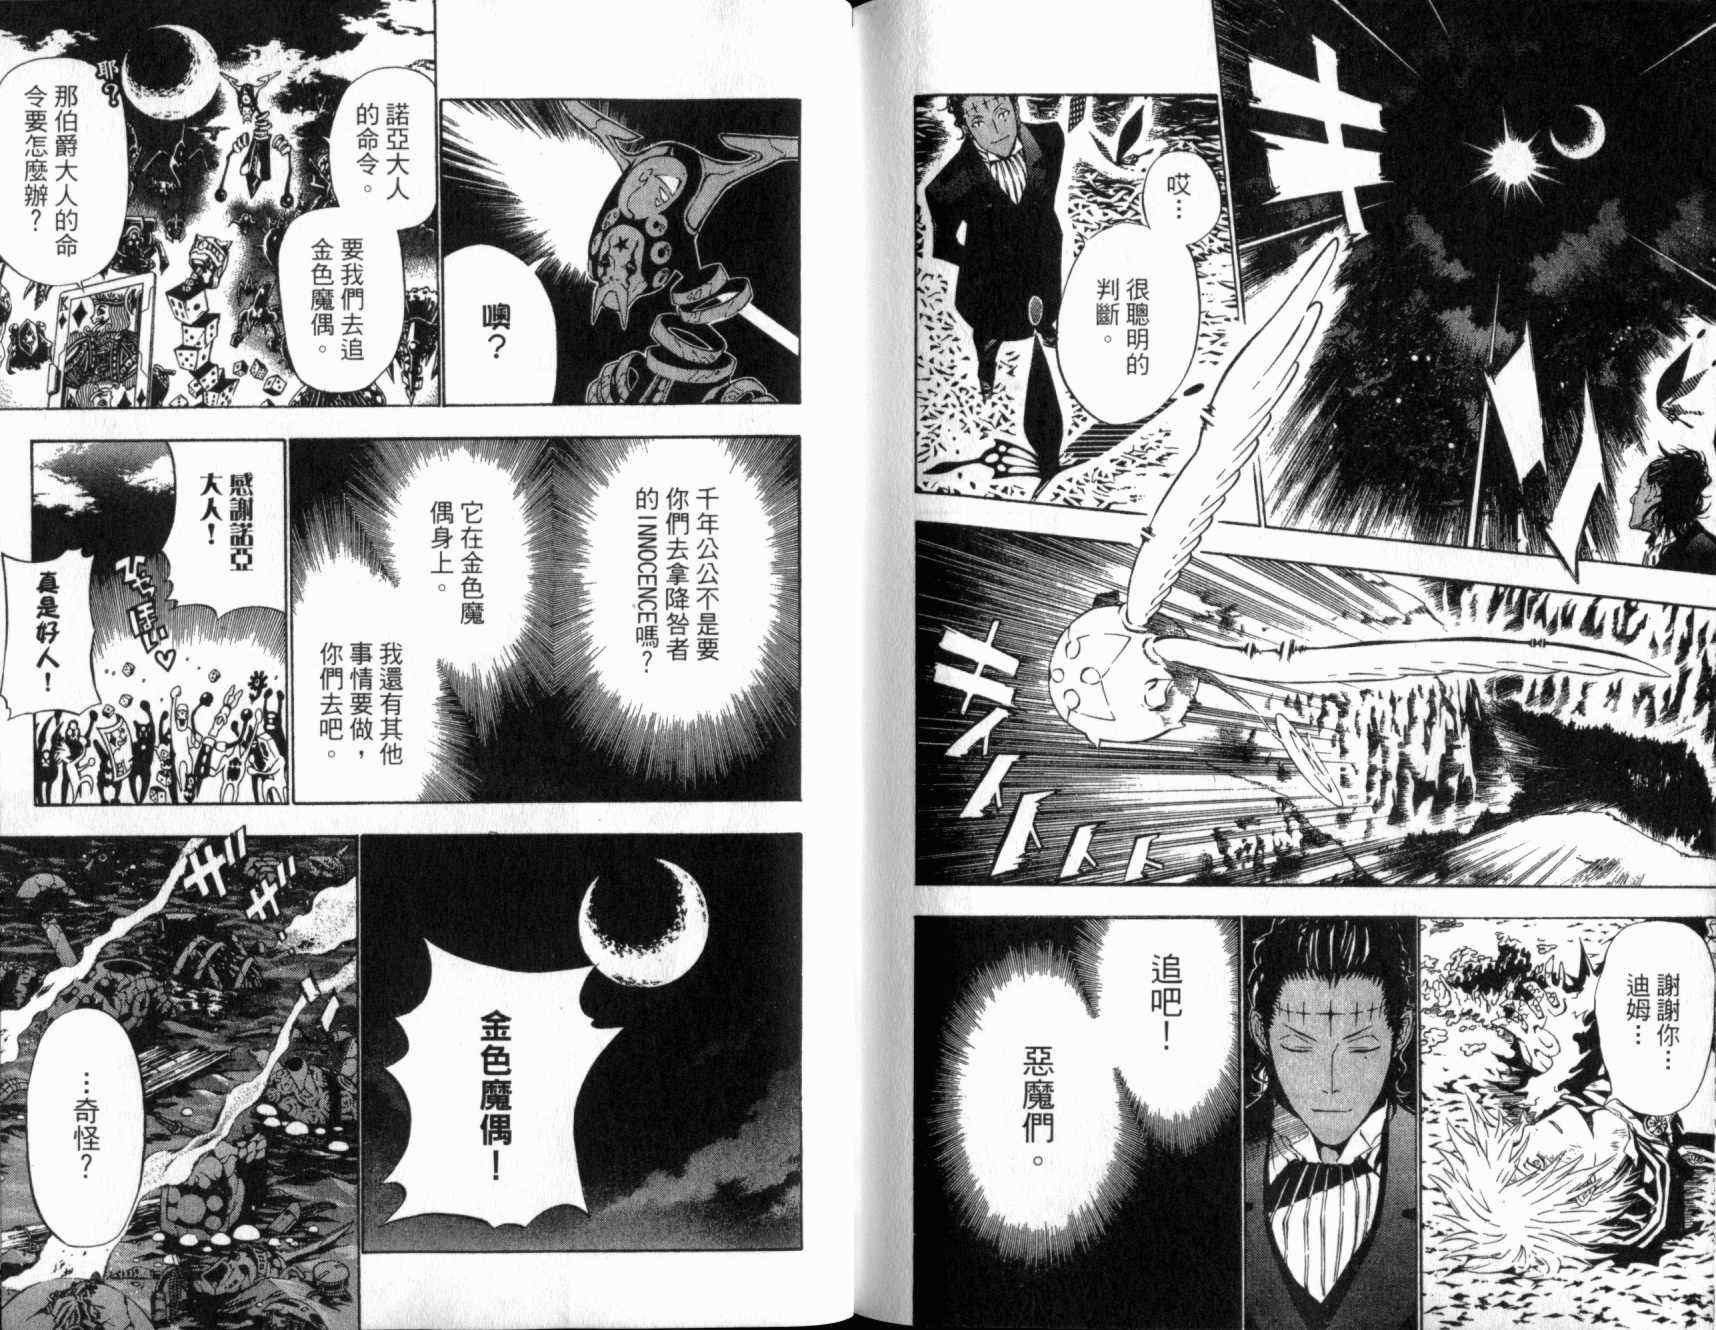 哎…
很聰明的
判斷。
謝謝你…
迪姆…
追吧！
惡魔們。
噢？
諾亞大人
的命令。
要我們去追
金色魔偶。
耶？
那伯爵大人的命
令要怎麼辦？
千年公公不是要
你們去拿降咎者
的INNOCENCE嗎？
它在金色魔
偶身上。
我還有其他
事情要做，
你們去吧。
感謝諾亞
大人！
真是好人！
金色魔偶！
…奇怪？